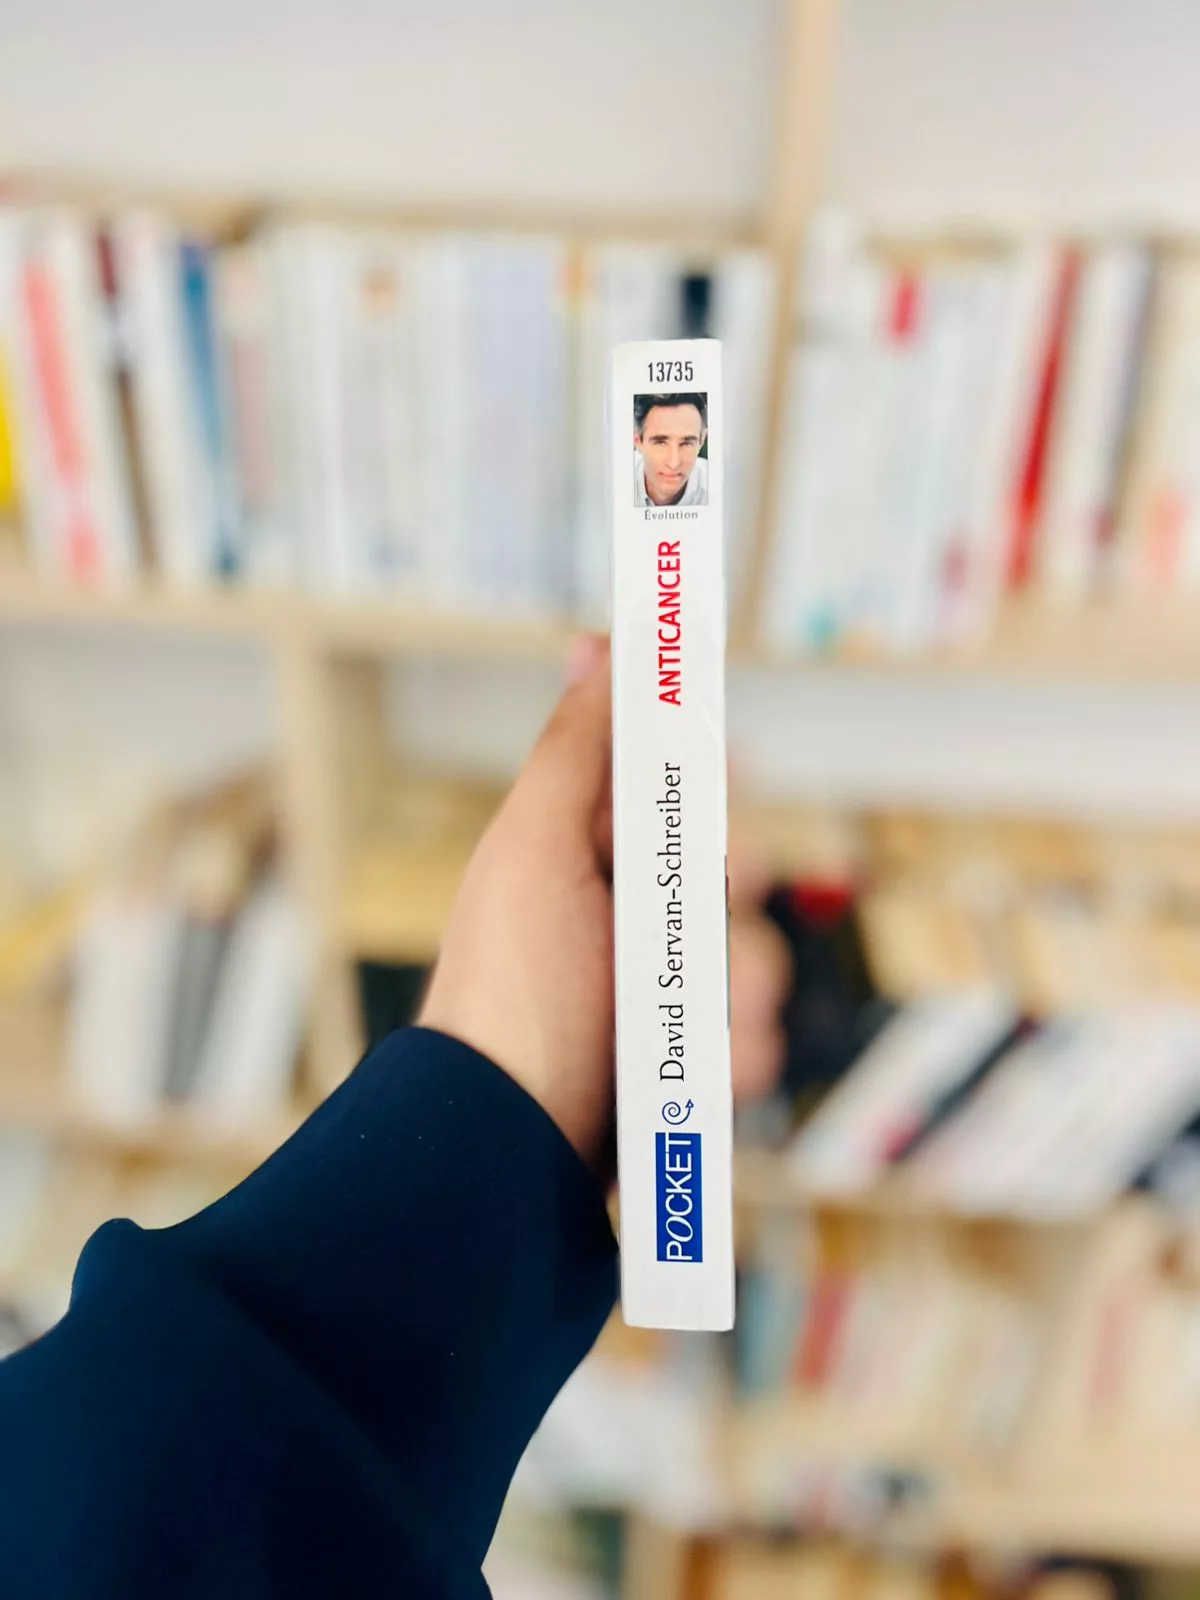 13735
Évolution
ANTICANCER
David Servan-Schreiber
POCKET